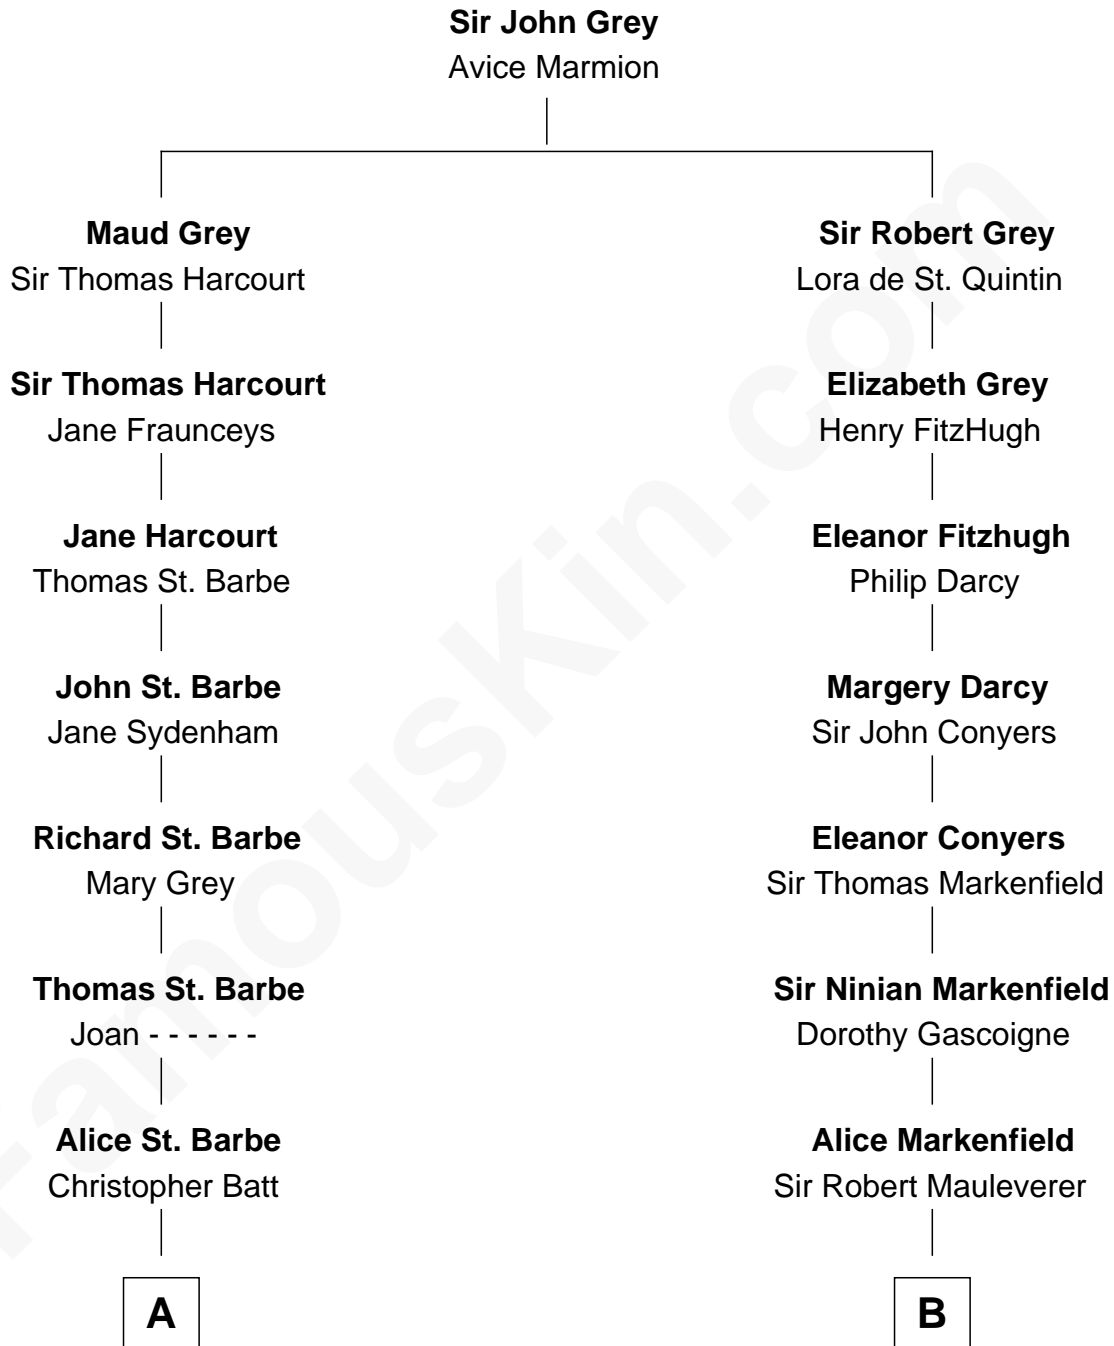 Sir John Grey
Avice Marmion
Maud Grey
Sir Thomas Harcourt
Sir Thomas Harcourt
Jane Fraunceys
Jane Harcourt
Thomas St. Barbe
John St. Barbe
Jane Sydenham
Richard St. Barbe
Mary Grey
Thomas St. Barbe
Joan - - - - - -
Alice St. Barbe
Christopher Batt
A
Sir Robert Grey
Lora de St. Quintin
Elizabeth Grey
Henry FitzHugh
Eleanor Fitzhugh
Philip Darcy
Margery Darcy
Sir John Conyers
Eleanor Conyers
Sir Thomas Markenfield
Sir Ninian Markenfield
Dorothy Gascoigne
Alice Markenfield
Sir Robert Mauleverer
B
FamousKin.com